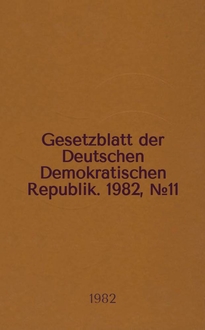 Gesetzblatt der
Deutschen
Demokratischen
Republik. 1982, №11
1982